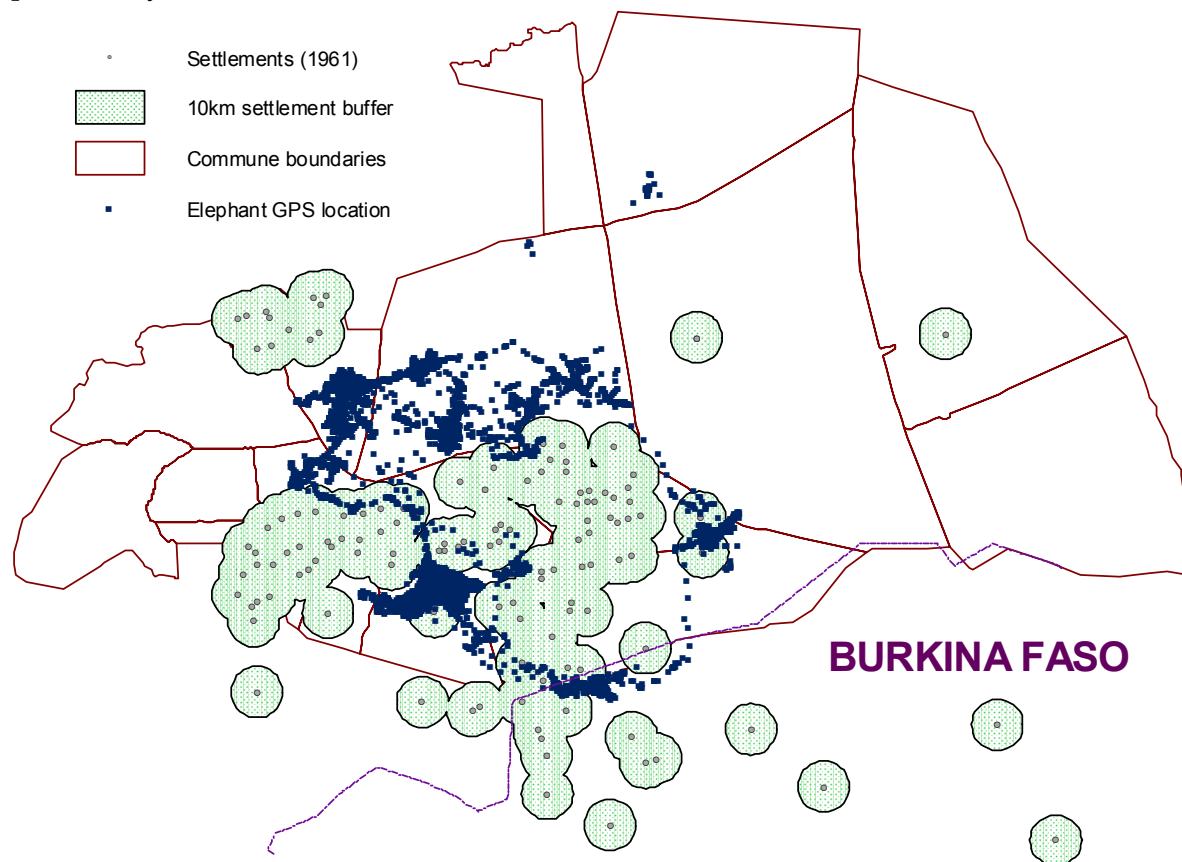 Settlements (1961)
10km settlement buffer
Commune boundaries
Elephant GPS location
BURKINA FASO